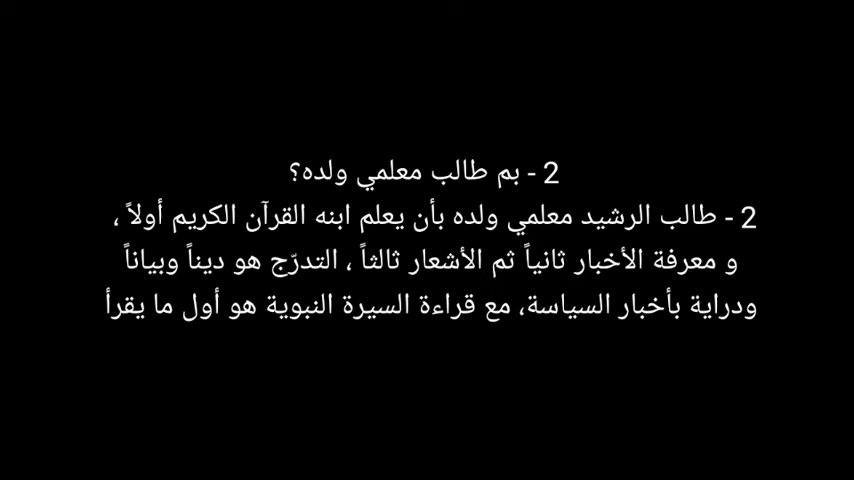 2 - بم طالب معلمي ولده؟
2 - طالب الرشيد معلمي ولده بأن يعلم ابنه القرآن الكريم أولاً ،
و معرفة الأخبار ثانياً ثم الأشعار ثالثاً ، التدرّج هو ديناً وبياناً
ودراية بأخبار السياسة، مع قراءة السيرة النبوية هو أول ما يقرأ